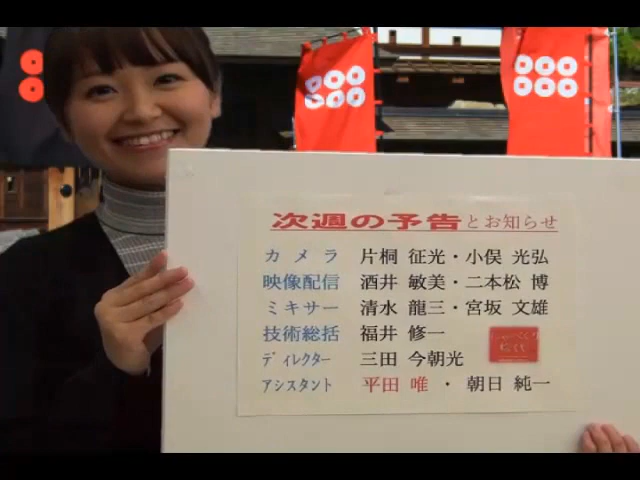 次週の予告とお知らせ
カメラ 片桐 征光・小俣 光弘
映像配信 酒井 敏美・二本松 博
ミキサー 清水 龍三・宮坂 文雄
技術総括 福井 修一
ディレクター 三田 今朝光
アシスタント 平田 唯 ・ 朝日 純一